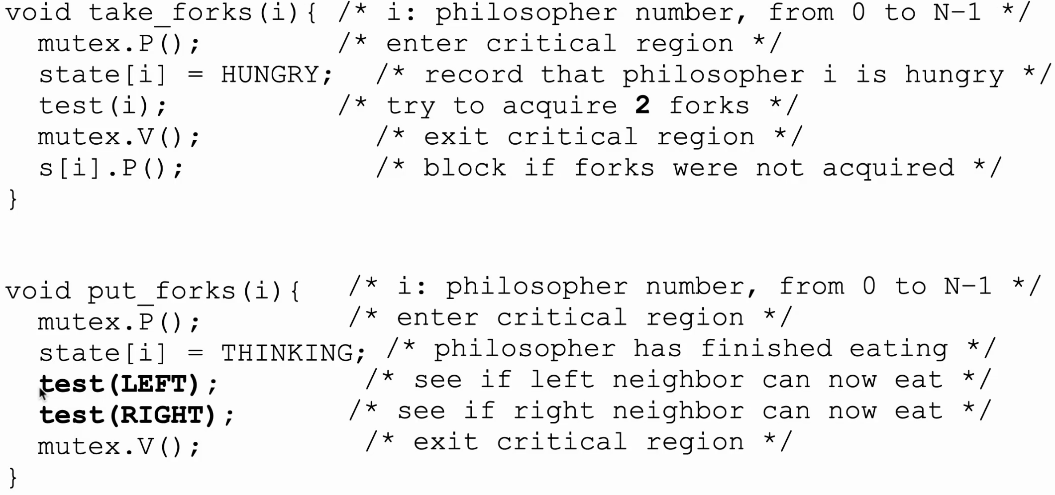 void take_forks(i){ /* i: philosopher number, from 0 to N−1 */
mutex.P(); /* enter critical region */
state[i] = HUNGRY; /* record that philosopher i is hungry */
test(i); /* try to acquire 2 forks */
mutex.V(); /* exit critical region */
s[i].P(); /* block if forks were not acquired */
}
void put_forks(i){ /* i: philosopher number, from 0 to N−1 */
mutex.P(); /* enter critical region */
state[i] = THINKING; /* philosopher has finished eating */
test(LEFT); /* see if left neighbor can now eat */
test(RIGHT); /* see if right neighbor can now eat */
mutex.V(); /* exit critical region */
}